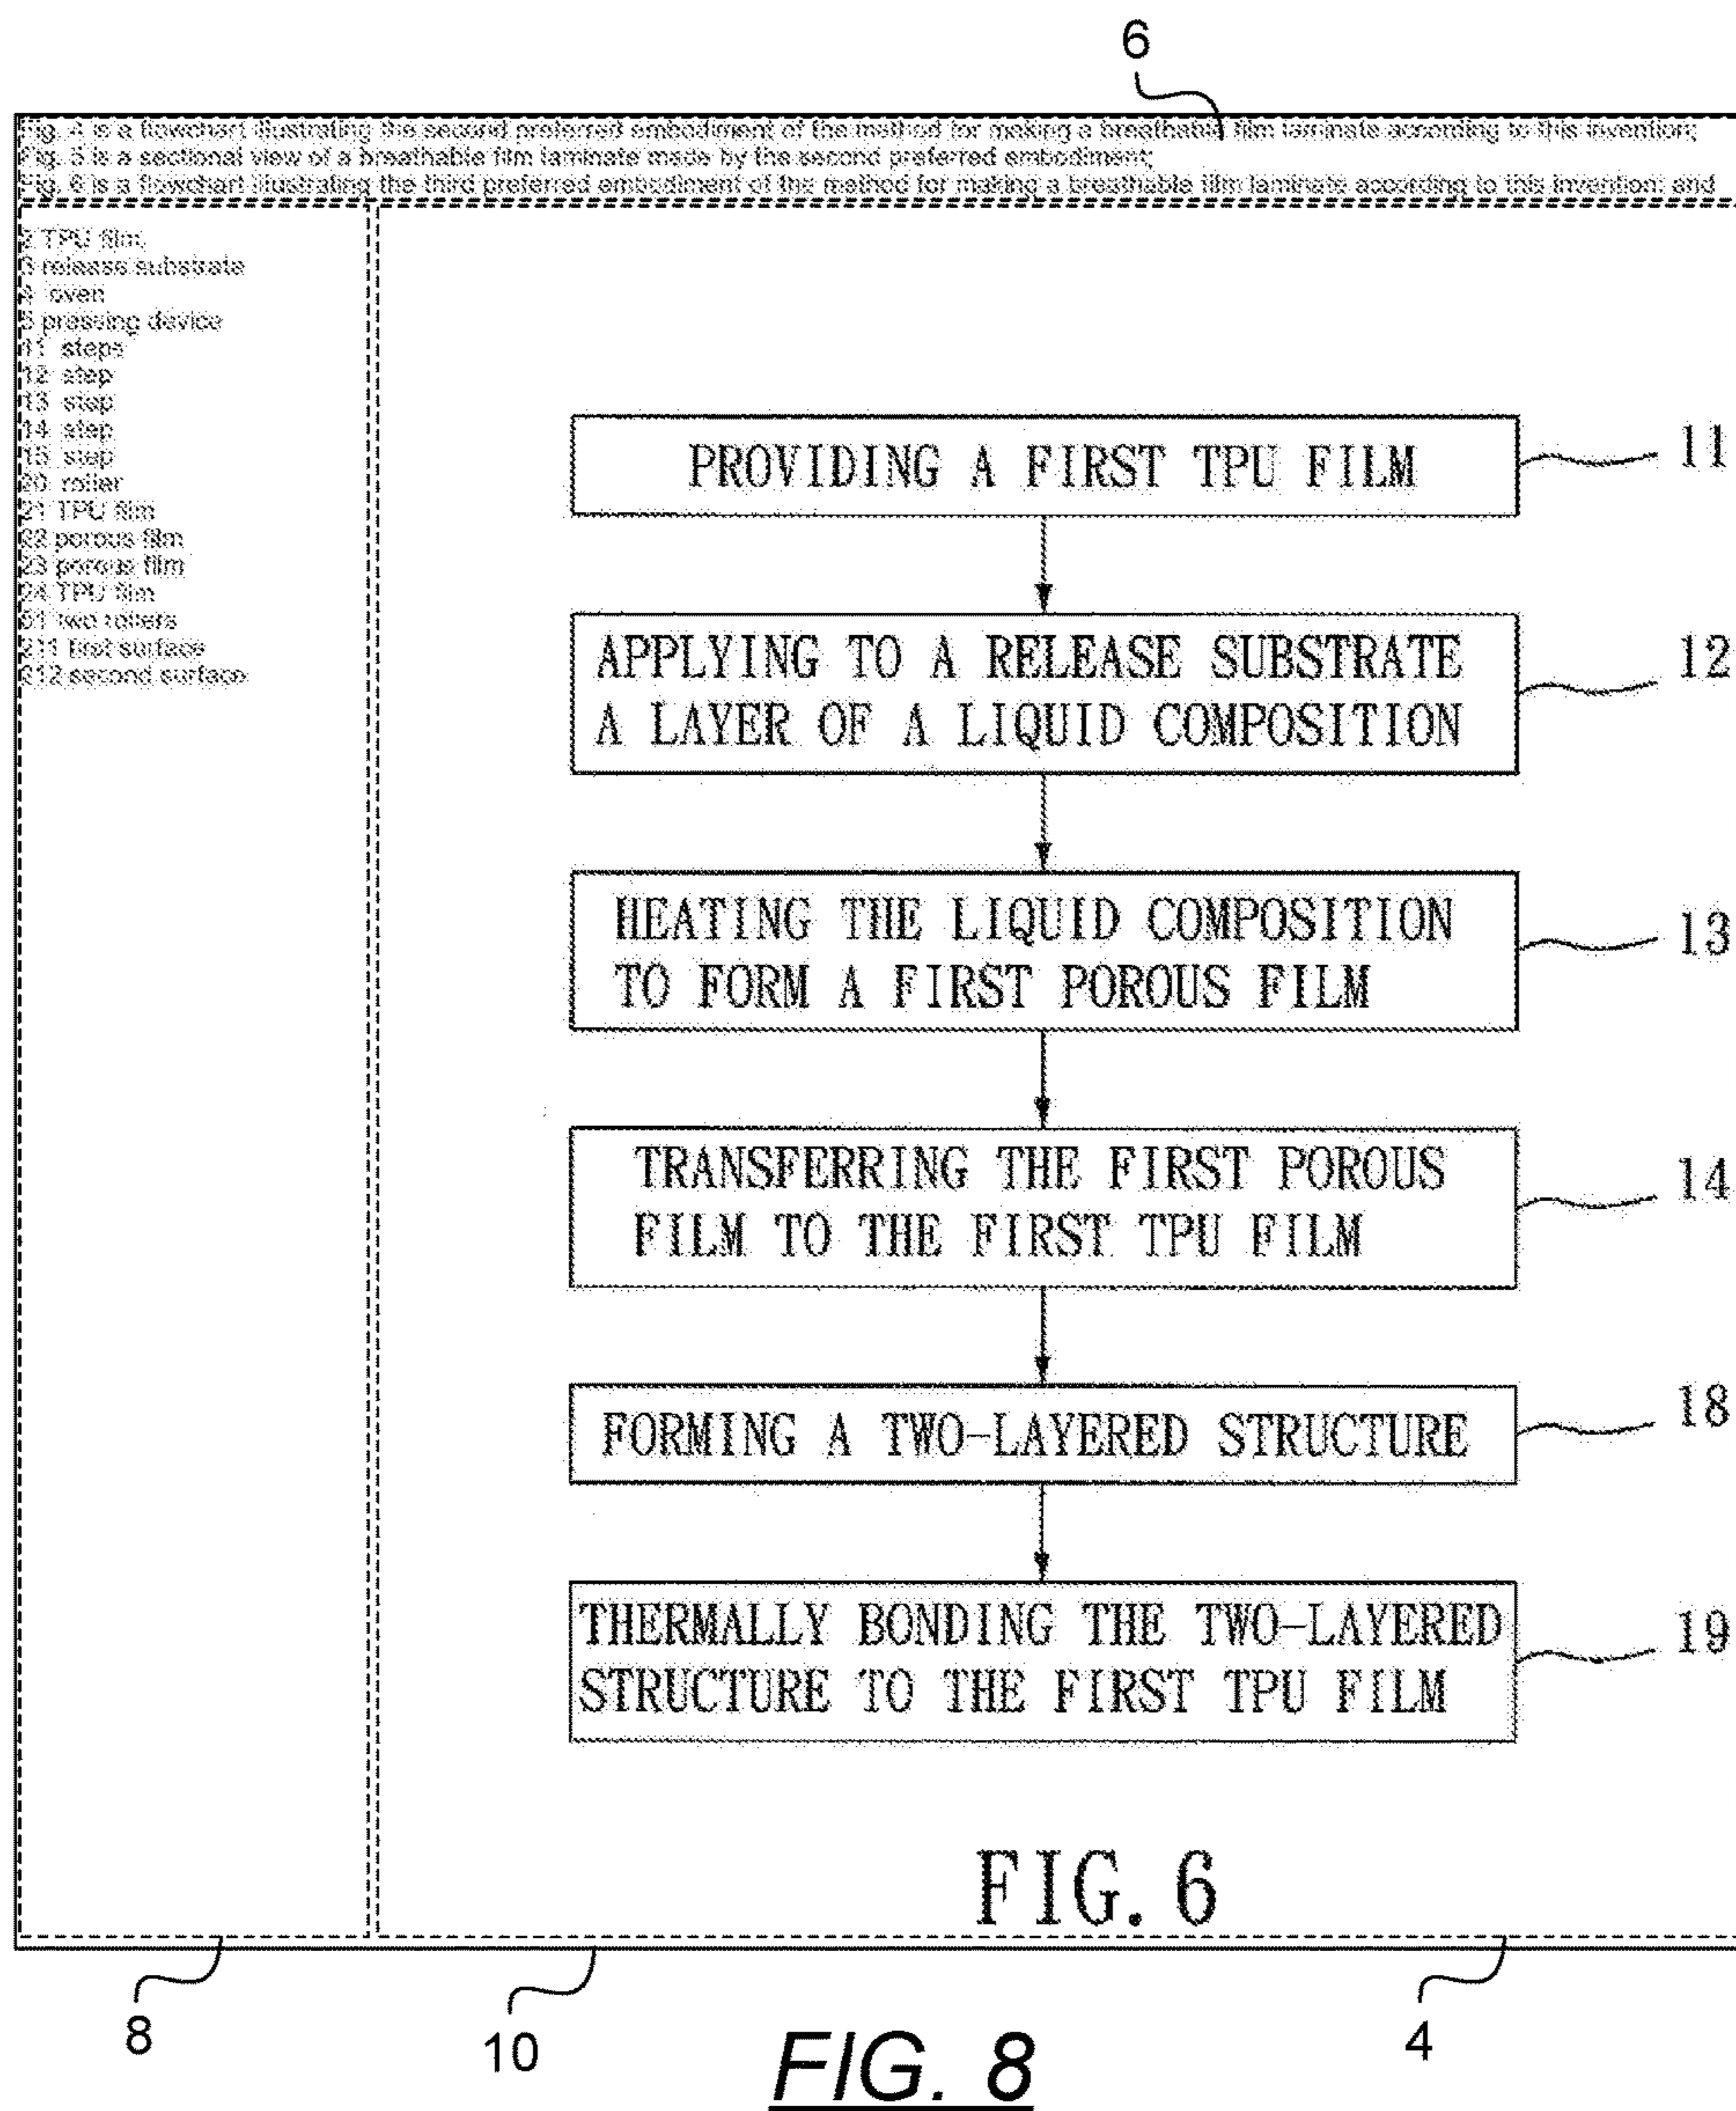 6
Fig. 4 is a flowchart illustrating the second preferred embodiment of the method for making a breathable film laminate according to this invention;
Fig. 5 is a sectional view of a breathable film laminate made by the second preferred embodiment;
Fig. 6 is a flowchart illustrating the third preferred embodiment of the method for making a breathable film laminate according to this invention; and
2 TPU film
3 release substrate
4 oven
5 pressing device
11 steps
12 step
13 step
14 step
15 step
20 roller
21 TPU film
22 porous film
23 porous film
24 TPU film
51 two rollers
211 first surface
212 second surface
PROVIDING A FIRST TPU FILM
11
APPLYING TO A RELEASE SUBSTRATE
A LAYER OF A LIQUID COMPOSITION
12
HEATING THE LIQUID COMPOSITION
TO FORM A FIRST POROUS FILM
13
TRANSFERRING THE FIRST POROUS
FILM TO THE FIRST TPU FILM
14
FORMING A TWO-LAYERED STRUCTURE
18
THERMALLY BONDING THE TWO-LAYERED
STRUCTURE TO THE FIRST TPU FILM
19
FIG. 6
8
10
4
FIG. 8